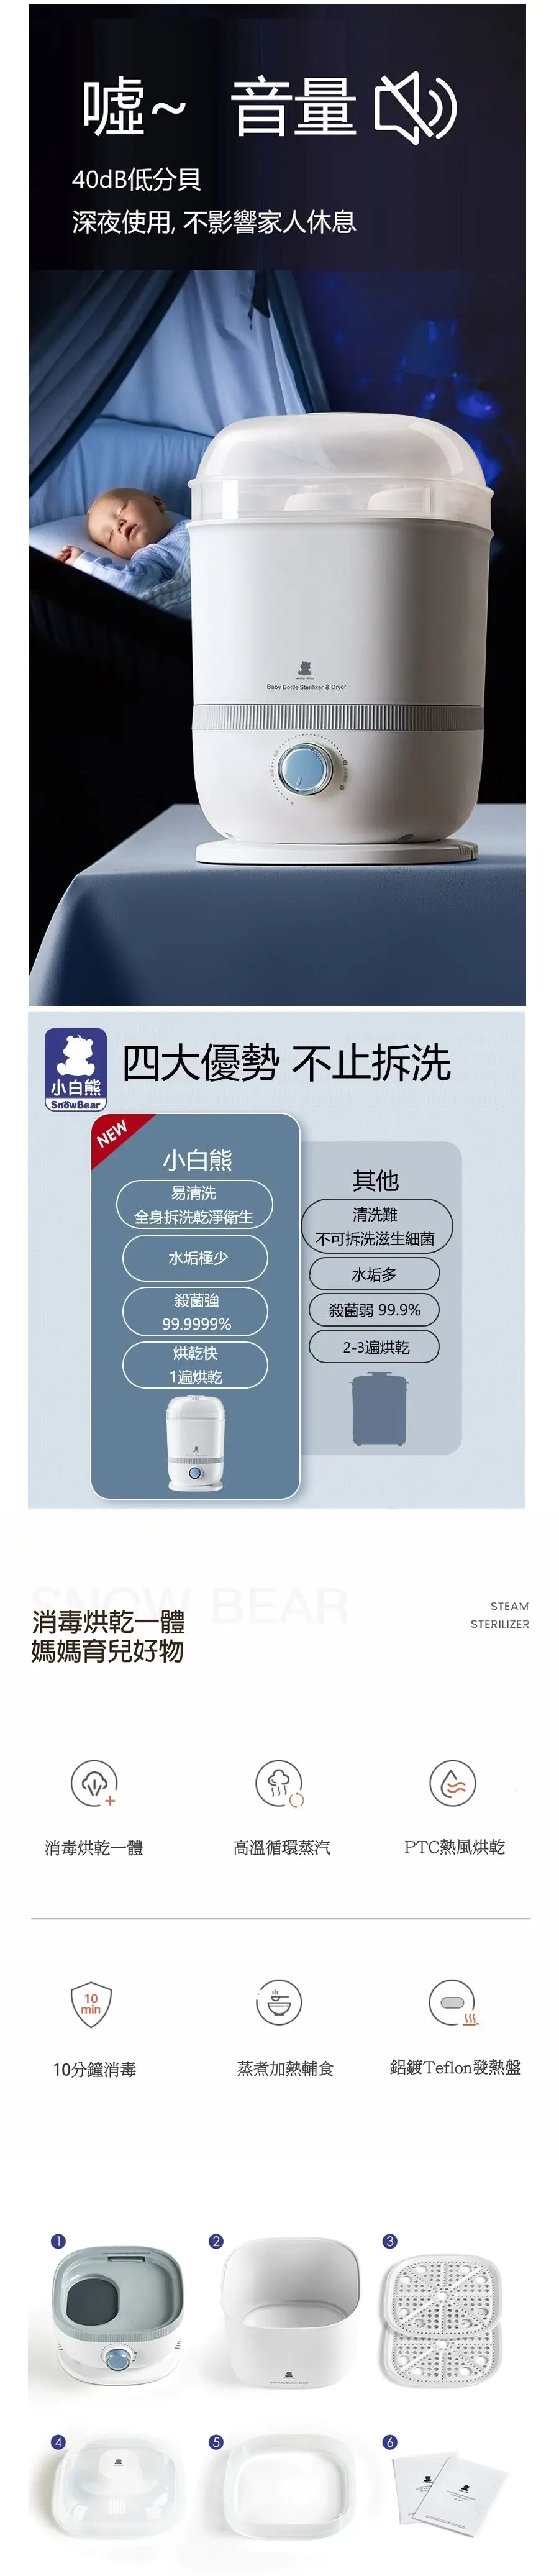 噓~ 音量
40dB低分貝
深夜使用, 不影響家人休息
Baby Bottle Sterilizer & Dryer
小白熊
SnowBear
四大優勢 不止拆洗
NEW
小白熊
易清洗
全身拆洗乾淨衛生
水垢極少
殺菌強
99.9999%
烘乾快
1遍烘乾
其他
清洗難
不可拆洗滋生細菌
水垢多
殺菌弱 99.9%
2-3遍烘乾
SNOW BEAR
消毒烘乾一體
媽媽育兒好物
STEAM
STERILIZER
消毒烘乾一體
高溫循環蒸汽
PTC熱風烘乾
10
min
10分鐘消毒
蒸煮加熱輔食
鋁鍍Teflon發熱盤
1
2
3
4
5
6